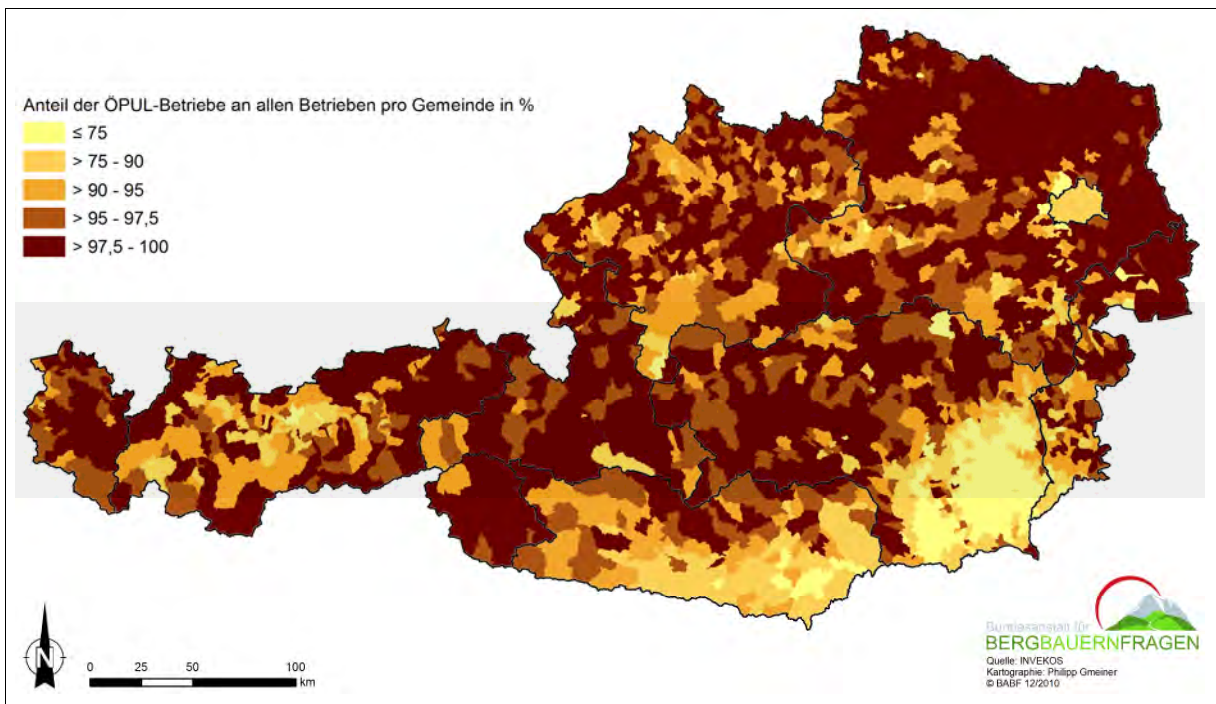 Anteil der ÖPUL-Betriebe an allen Betrieben pro Gemeinde in %
≤ 75
> 75 - 90
> 90 - 95
> 95 - 97,5
> 97,5 - 100
N
0 25 50 100
km
Bundesanstalt für
BERGBAUERNFRAGEN
Quelle: INVEKOS
Kartographie: Philipp Gmeiner
© BABF 12/2010